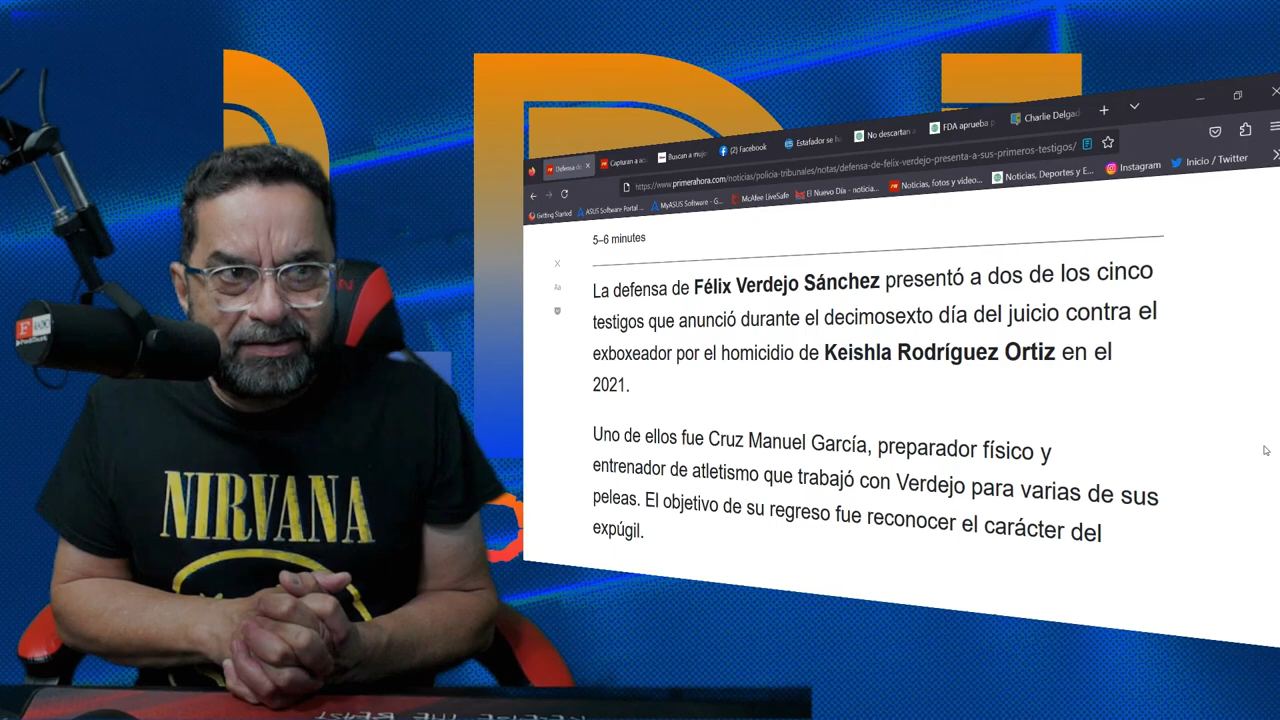 NIRVANA
Defensa de
Capturan a ac
Buscan a muje
(2) Facebook
Estafador se h
No descartan a
FDA aprueba p
Charlie Delgad
https://www.primerahora.com/noticias/policia-tribunales/notas/defensa-de-felix-verdejo-presenta-a-sus-primeros-testigos/
Getting Started
ASUS Software Portal ...
MyASUS Software - G...
McAfee LiveSafe
El Nuevo Día - noticia...
Noticias, fotos y video...
Noticias, Deportes y E...
Instagram
Inicio / Twitter
5–6 minutes
Aa
La defensa de Félix Verdejo Sánchez presentó a dos de los cinco
testigos que anunció durante el decimosexto día del juicio contra el
exboxeador por el homicidio de Keishla Rodríguez Ortiz en el
2021.
Uno de ellos fue Cruz Manuel García, preparador físico y
entrenador de atletismo que trabajó con Verdejo para varias de sus
peleas. El objetivo de su regreso fue reconocer el carácter del
expúgil.